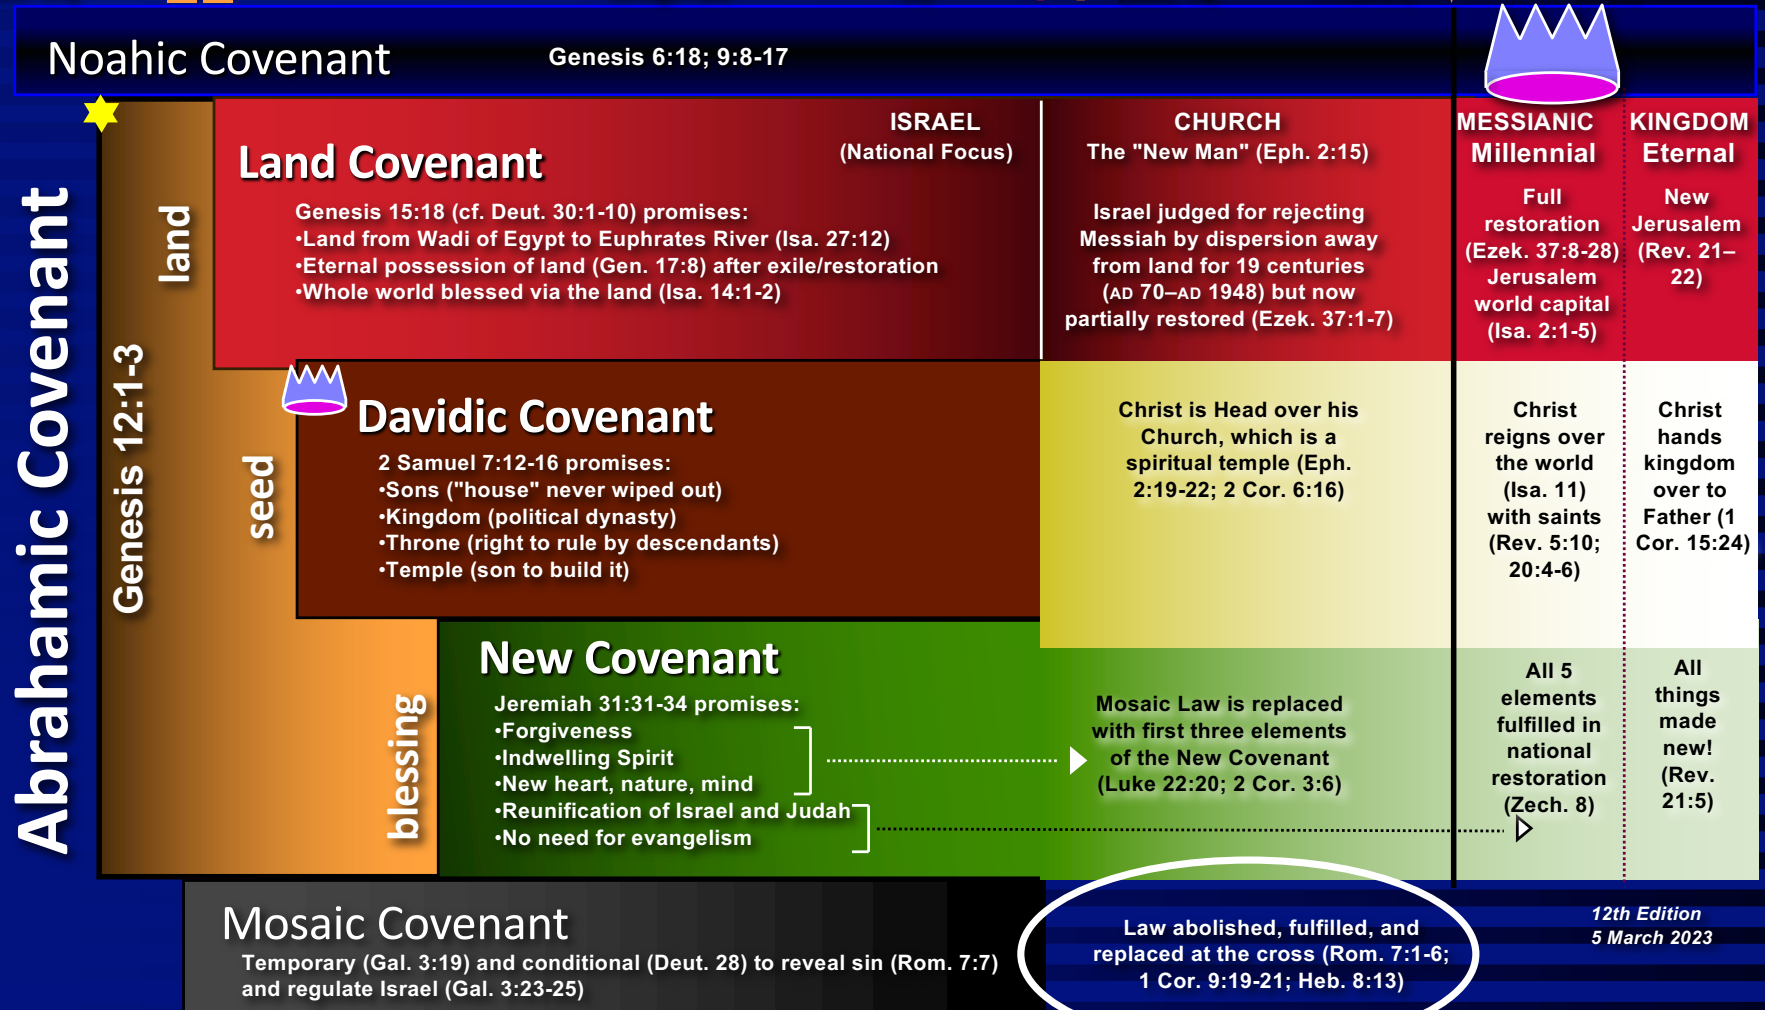 Noahic Covenant
Genesis 6:18; 9:8-17
Abrahamic Covenant
Genesis 12:1-3
land
seed
blessing
Land Covenant
Genesis 15:18 (cf. Deut. 30:1-10) promises:
•Land from Wadi of Egypt to Euphrates River (Isa. 27:12)
•Eternal possession of land (Gen. 17:8) after exile/restoration
•Whole world blessed via the land (Isa. 14:1-2)
ISRAEL
(National Focus)
CHURCH
The "New Man" (Eph. 2:15)
Israel judged for rejecting
Messiah by dispersion away
from land for 19 centuries
(AD 70–AD 1948) but now
partially restored (Ezek. 37:1-7)
MESSIANIC
Millennial
Full
restoration
(Ezek. 37:8-28)
Jerusalem
world capital
(Isa. 2:1-5)
KINGDOM
Eternal
New
Jerusalem
(Rev. 21–
22)
Davidic Covenant
2 Samuel 7:12-16 promises:
•Sons ("house" never wiped out)
•Kingdom (political dynasty)
•Throne (right to rule by descendants)
•Temple (son to build it)
Christ is Head over his
Church, which is a
spiritual temple (Eph.
2:19-22; 2 Cor. 6:16)
Christ
reigns over
the world
(Isa. 11)
with saints
(Rev. 5:10;
20:4-6)
Christ
hands
kingdom
over to
Father (1
Cor. 15:24)
New Covenant
Jeremiah 31:31-34 promises:
•Forgiveness
•Indwelling Spirit
•New heart, nature, mind
•Reunification of Israel and Judah
•No need for evangelism
Mosaic Law is replaced
with first three elements
of the New Covenant
(Luke 22:20; 2 Cor. 3:6)
All 5
elements
fulfilled in
national
restoration
(Zech. 8)
All
things
made
new!
(Rev.
21:5)
Mosaic Covenant
Temporary (Gal. 3:19) and conditional (Deut. 28) to reveal sin (Rom. 7:7)
and regulate Israel (Gal. 3:23-25)
Law abolished, fulfilled, and
replaced at the cross (Rom. 7:1-6;
1 Cor. 9:19-21; Heb. 8:13)
12th Edition
5 March 2023